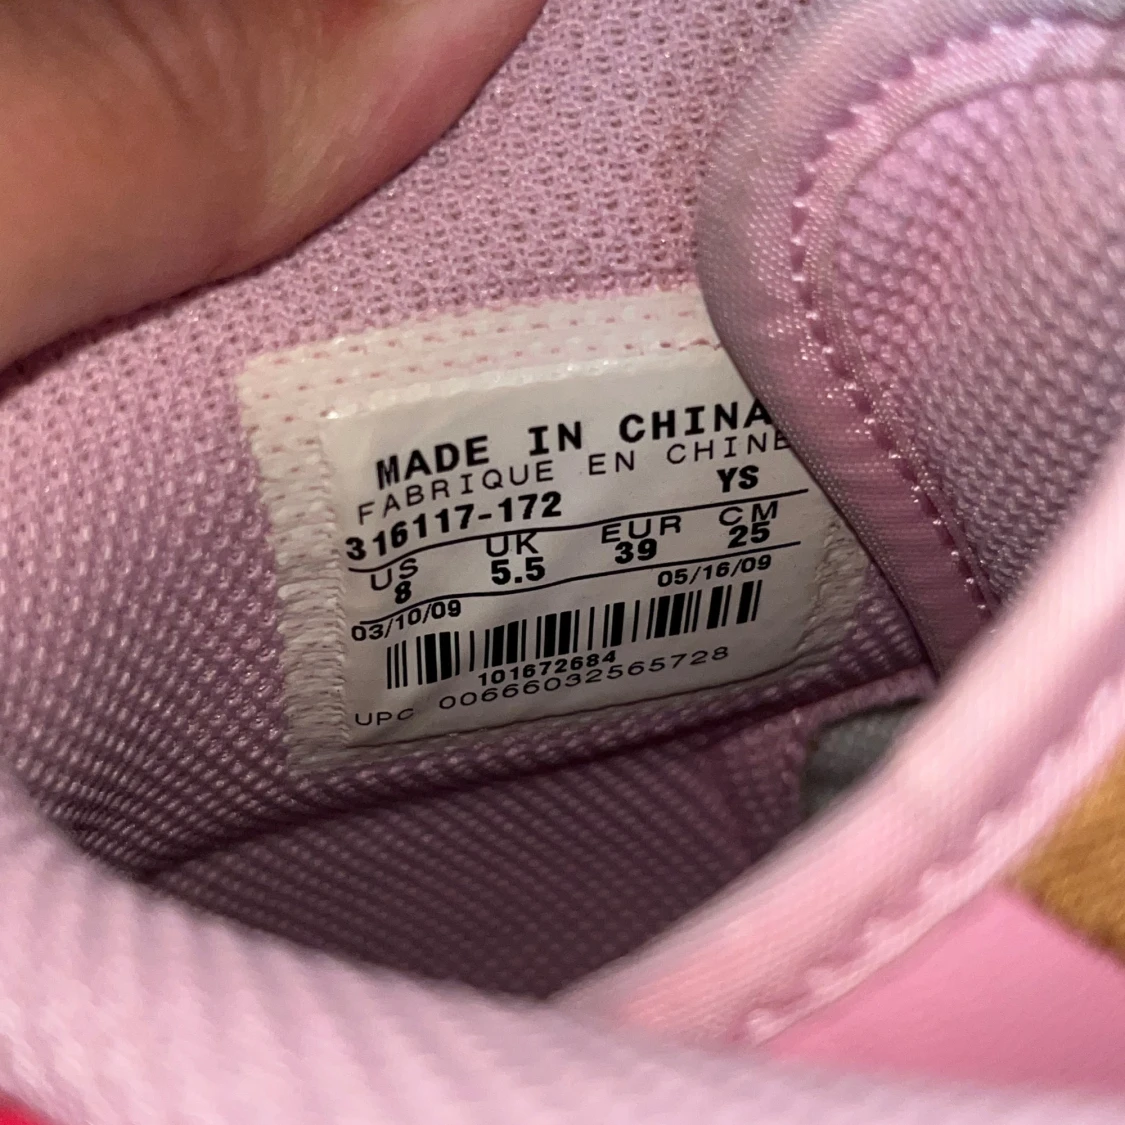 MADE IN CHINA
FABRIQUE EN CHINE
316117-172 YS
US UK EUR CM
8 5.5 39 25
03/10/09 05/16/09
101672684
UPC 00666032565728